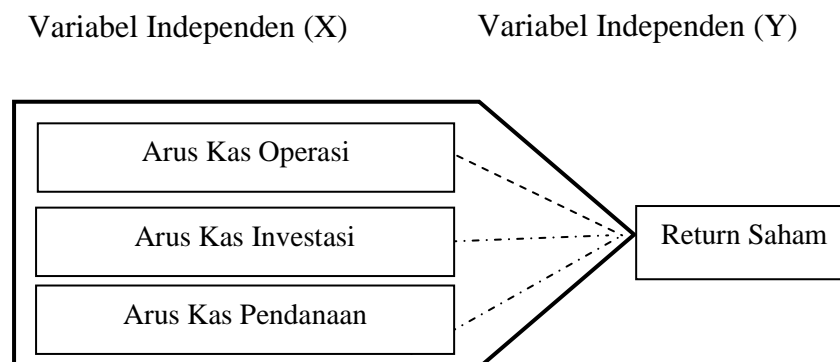 Variabel Independen (X) Variabel Independen (Y)
Arus Kas Operasi
Arus Kas Investasi
Return Saham
Arus Kas Pendanaan